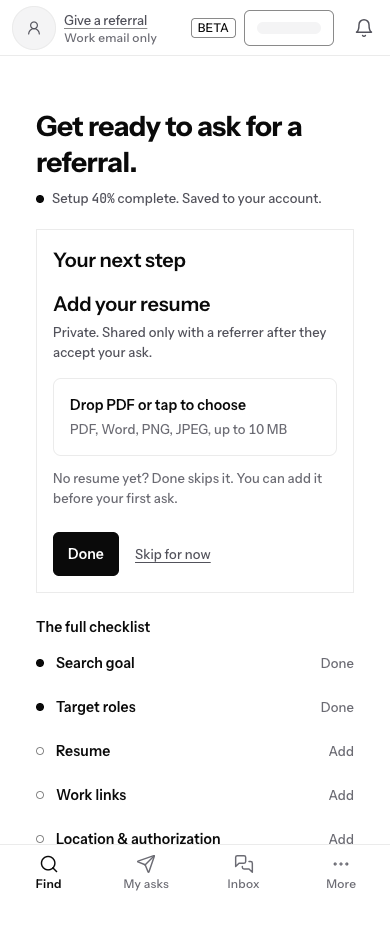 Give a referral
Work email only
BETA
Get ready to ask for a
referral.
Setup 40% complete. Saved to your account.
Your next step
Add your resume
Private. Shared only with a referrer after they
accept your ask.
Drop PDF or tap to choose
PDF, Word, PNG, JPEG, up to 10 MB
No resume yet? Done skips it. You can add it
before your first ask.
Done
Skip for now
The full checklist
Search goal
Done
Target roles
Done
Resume
Add
Work links
Add
Location & authorization
Add
Find
My asks
Inbox
More